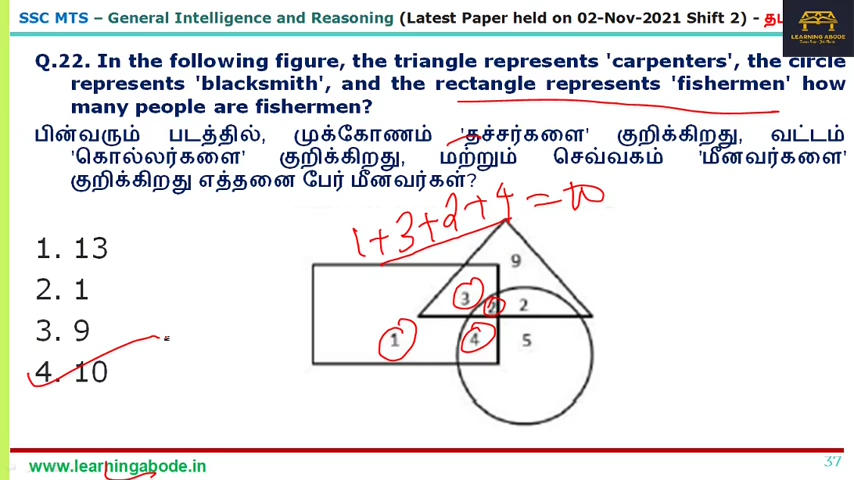 SSC MTS – General Intelligence and Reasoning (Latest Paper held on 02-Nov-2021 Shift 2) -
LEARNING ABODE
Q.22. In the following figure, the triangle represents 'carpenters', the circle
represents 'blacksmith', and the rectangle represents 'fishermen' how
many people are fishermen?
பின்வரும் படத்தில், முக்கோணம் 'தச்சர்களை' குறிக்கிறது, வட்டம்
'கொல்லர்களை' குறிக்கிறது, மற்றும் செவ்வகம் 'மீனவர்களை'
குறிக்கிறது எத்தனை பேர் மீனவர்கள்?
1+3+2+4=10
1. 13
2. 1
3. 9
4. 10
9
3
2
2
1
4
5
www.learningabode.in
37